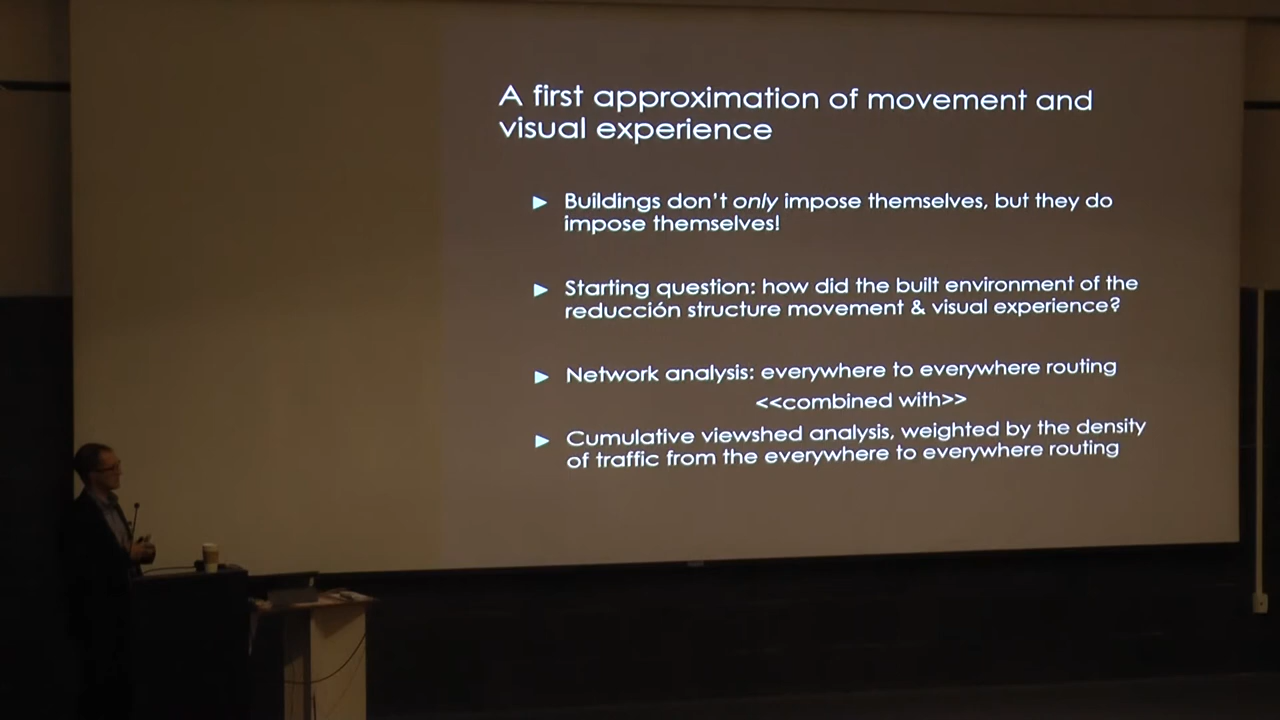 A first approximation of movement and
visual experience
► Buildings don't only impose themselves, but they do
impose themselves!
► Starting question: how did the built environment of the
reducción structure movement & visual experience?
► Network analysis: everywhere to everywhere routing
<<combined with>>
► Cumulative viewshed analysis, weighted by the density
of traffic from the everywhere to everywhere routing